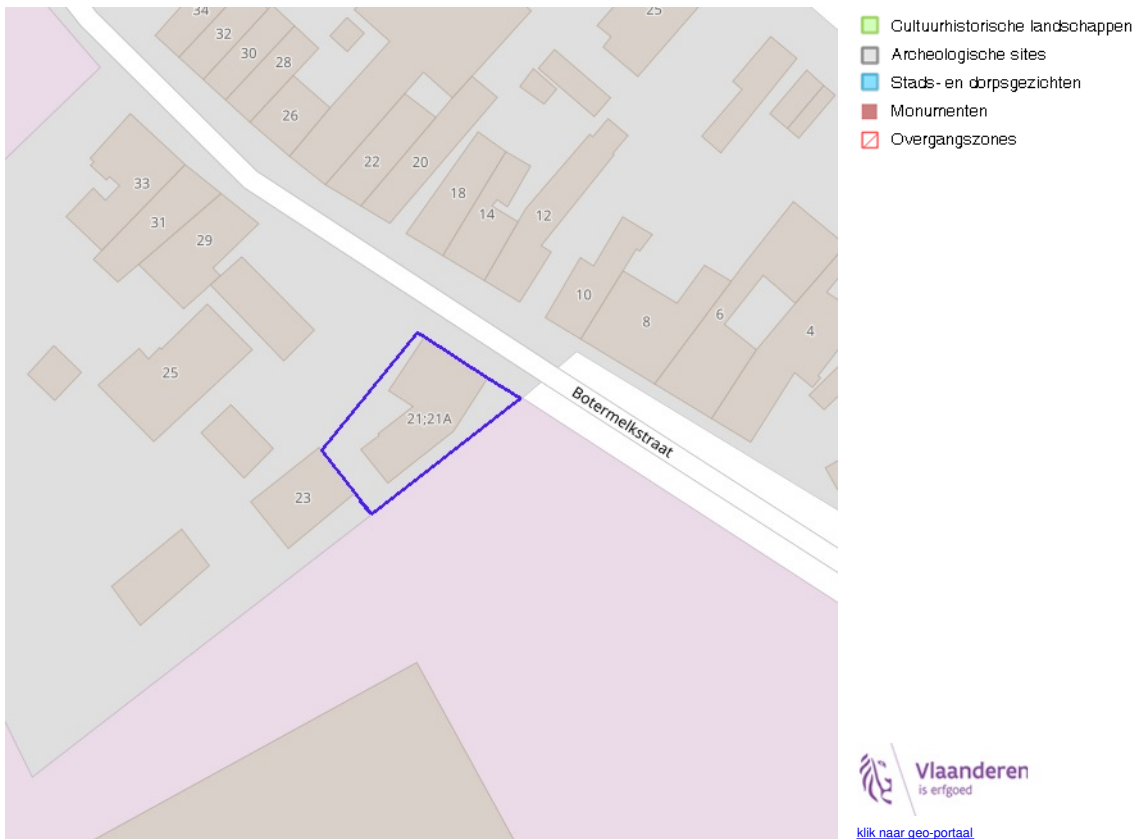 34
32
30
28
26
25
22
20
18
14
12
10
8
6
4
33
31
29
25
21;21A
23
Botermelkstraat
Cultuurhistorische landschappen
Archeologische sites
Stads- en dorpsgezichten
Monumenten
Overgangszones
Vlaanderen
is erfgoed
klik naar geo-portaal